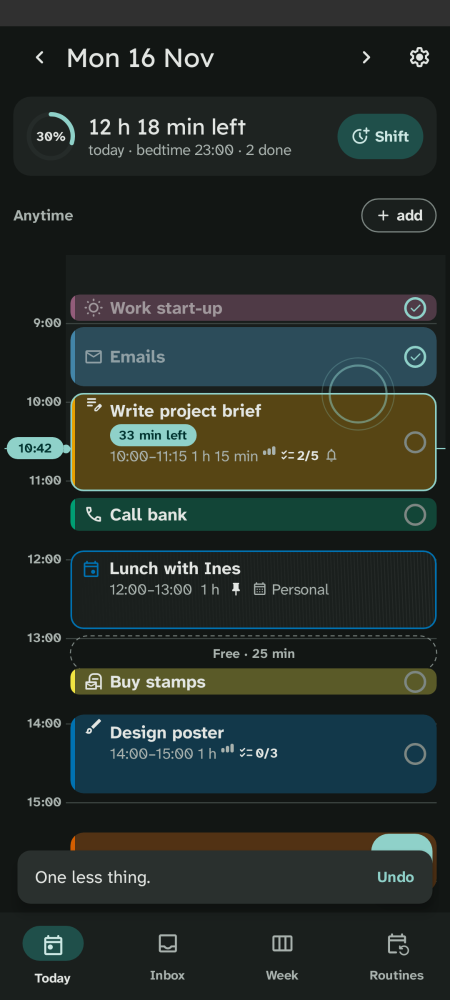 Mon 16 Nov
30%
12 h 18 min left
today · bedtime 23:00 · 2 done
Shift
Anytime
+ add
Work start-up
9:00
Emails
10:00
Write project brief
33 min left
10:42
10:00–11:15 1 h 15 min 2/5
11:00
Call bank
12:00
Lunch with Ines
12:00–13:00 1 h Personal
13:00
Free · 25 min
Buy stamps
14:00
Design poster
14:00–15:00 1 h 0/3
15:00
One less thing.
Undo
Today
Inbox
Week
Routines